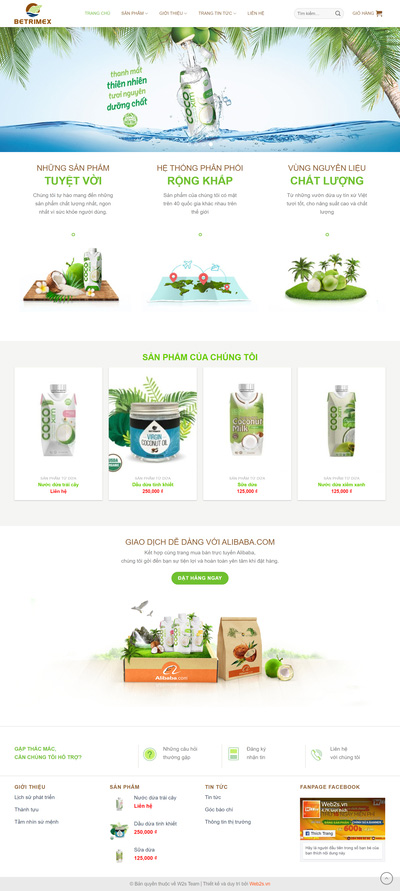 BETRIMEX
TRANG CHỦ
SẢN PHẨM
GIỚI THIỆU
TRANG TIN TỨC
LIÊN HỆ
Tìm kiếm...
GIỎ HÀNG
thanh mát
thiên nhiên
tươi nguyên
dưỡng chất
COCO
NHỮNG SẢN PHẨM
TUYỆT VỜI
Chúng tôi tự hào mang đến những
sản phẩm chất lượng nhất, ngon
nhất vì sức khỏe người dùng.
HỆ THỐNG PHÂN PHỐI
RỘNG KHẮP
Sản phẩm của chúng tôi có mặt
trên 40 quốc gia khác nhau trên
thế giới
VÙNG NGUYÊN LIỆU
CHẤT LƯỢNG
Từ những vườn dừa uy tín xứ Việt
tươi tốt, cho năng suất cao và chất
lượng
SẢN PHẨM CỦA CHÚNG TÔI
COCO
VIRGIN
COCONUT OIL
Coconut
Milk
COCO
SẢN PHẨM TỪ DỪA
Nước dừa trái cây
Liên hệ
SẢN PHẨM TỪ DỪA
Dầu dừa tinh khiết
250,000 ₫
SẢN PHẨM TỪ DỪA
Sữa dừa
125,000 ₫
SẢN PHẨM TỪ DỪA
Nước dừa xiêm xanh
125,000 ₫
GIAO DỊCH DỄ DÀNG VỚI ALIBABA.COM
Kết hợp cùng trang mua bán trực tuyến Alibaba,
chúng tôi gởi đến bạn sự tiện lợi và hoàn toàn yên tâm khi đặt hàng.
ĐẶT HÀNG NGAY
Alibaba.com
GẶP THẮC MẮC,
CẦN CHÚNG TÔI HỖ TRỢ?
Những câu hỏi
thường gặp
Đăng ký
nhận tin
Liên hệ
với chúng tôi
GIỚI THIỆU
Lịch sử phát triển
Thành tựu
Tầm nhìn sứ mệnh
SẢN PHẨM
Nước dừa trái cây
Liên hệ
Dầu dừa tinh khiết
250,000 ₫
Sữa dừa
125,000 ₫
TIN TỨC
Tin tức
Góc báo chí
Thông tin thị trường
FANPAGE FACEBOOK
Web2s.vn
600k
Thích Trang
Hãy là người đầu tiên trong số bạn bè của
bạn thích nội dung này
© Bản quyền thuộc về W2s Team | Thiết kế và duy trì bởi Web2s.vn